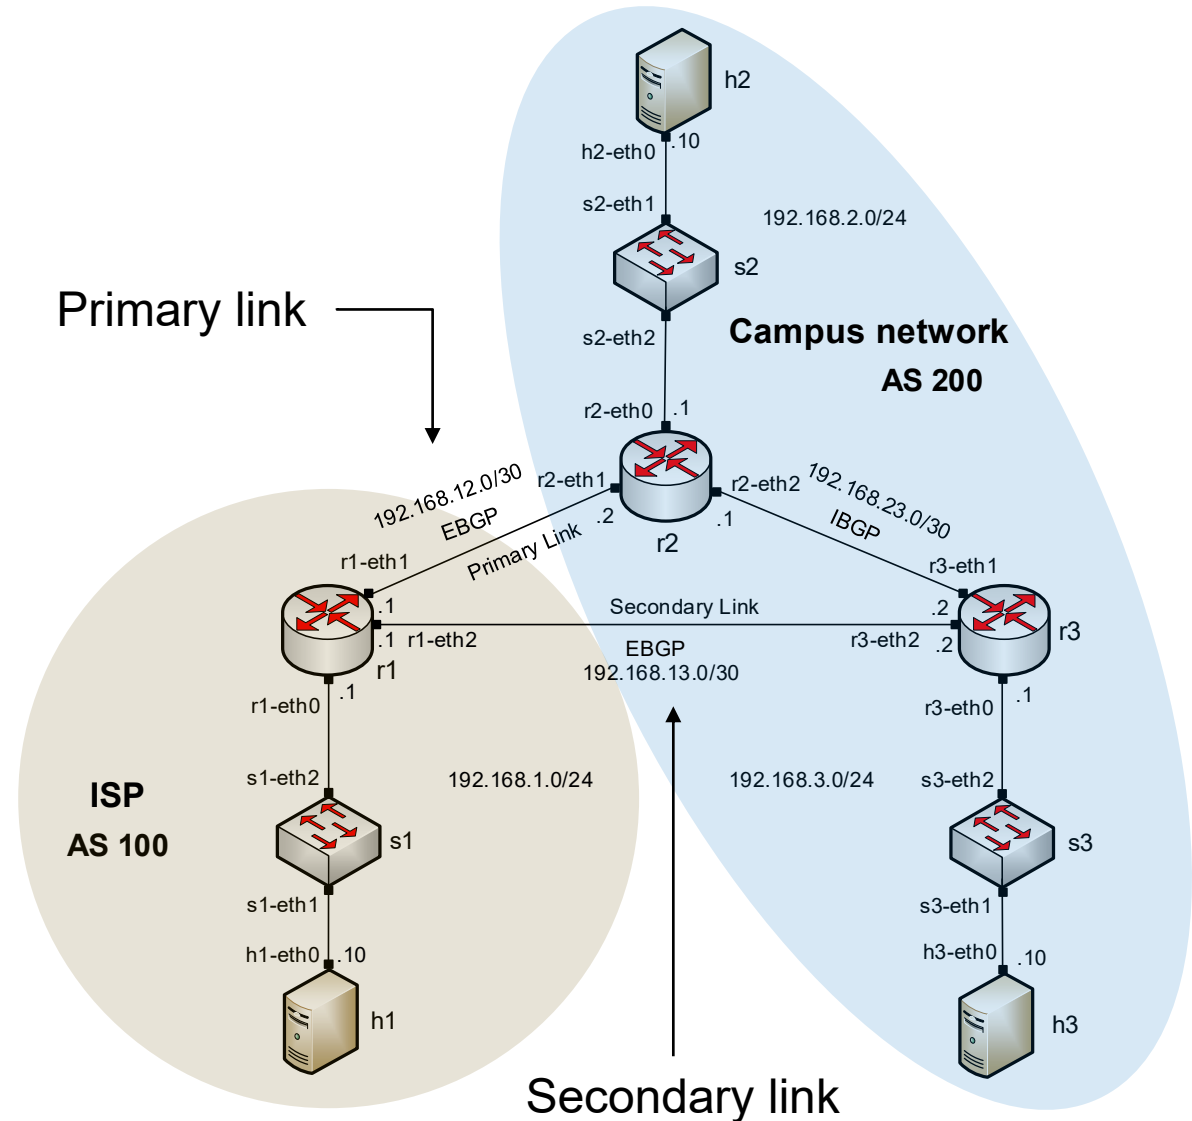 h2
.10
h2-eth0
s2-eth1
192.168.2.0/24
s2
Primary link
s2-eth2
Campus network
AS 200
r2-eth0
.1
192.168.12.0/30
EBGP
Primary Link
r2-eth1
.2
r2-eth2
.1
r2
192.168.23.0/30
IBGP
r1-eth1
.1
r3-eth1
.2
Secondary Link
.1
r1-eth2
r1
EBGP
192.168.13.0/30
r3-eth2
.2
r3
r1-eth0
.1
r3-eth0
.1
ISP
AS 100
s1-eth2
192.168.1.0/24
192.168.3.0/24
s3-eth2
s1
s3
s1-eth1
s3-eth1
h1-eth0
.10
h3-eth0
.10
h1
h3
Secondary link